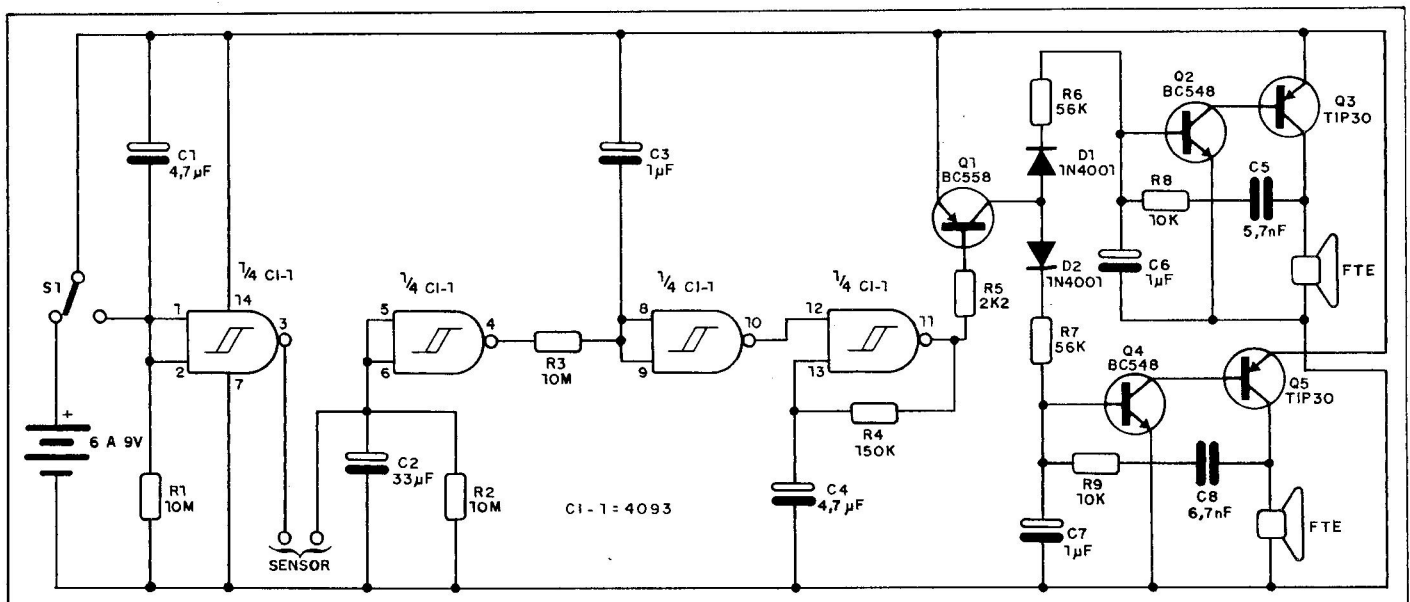 S1
6 A 9V
+
C1
4,7µF
R1
10M
1/4 CI-1
1
2
14
3
7
SENSOR
1/4 CI-1
5
6
4
C2
33µF
R2
10M
R3
10M
C3
1µF
1/4 CI-1
8
9
10
CI-1 = 4093
1/4 CI-1
12
13
11
R4
150K
C4
4,7µF
Q1
BC558
R5
2K2
R6
56K
D1
1N4001
D2
1N4001
R7
56K
Q2
BC548
Q3
TIP30
R8
10K
C5
5,7nF
C6
1µF
FTE
Q4
BC548
Q5
TIP30
R9
10K
C8
6,7nF
C7
1µF
FTE